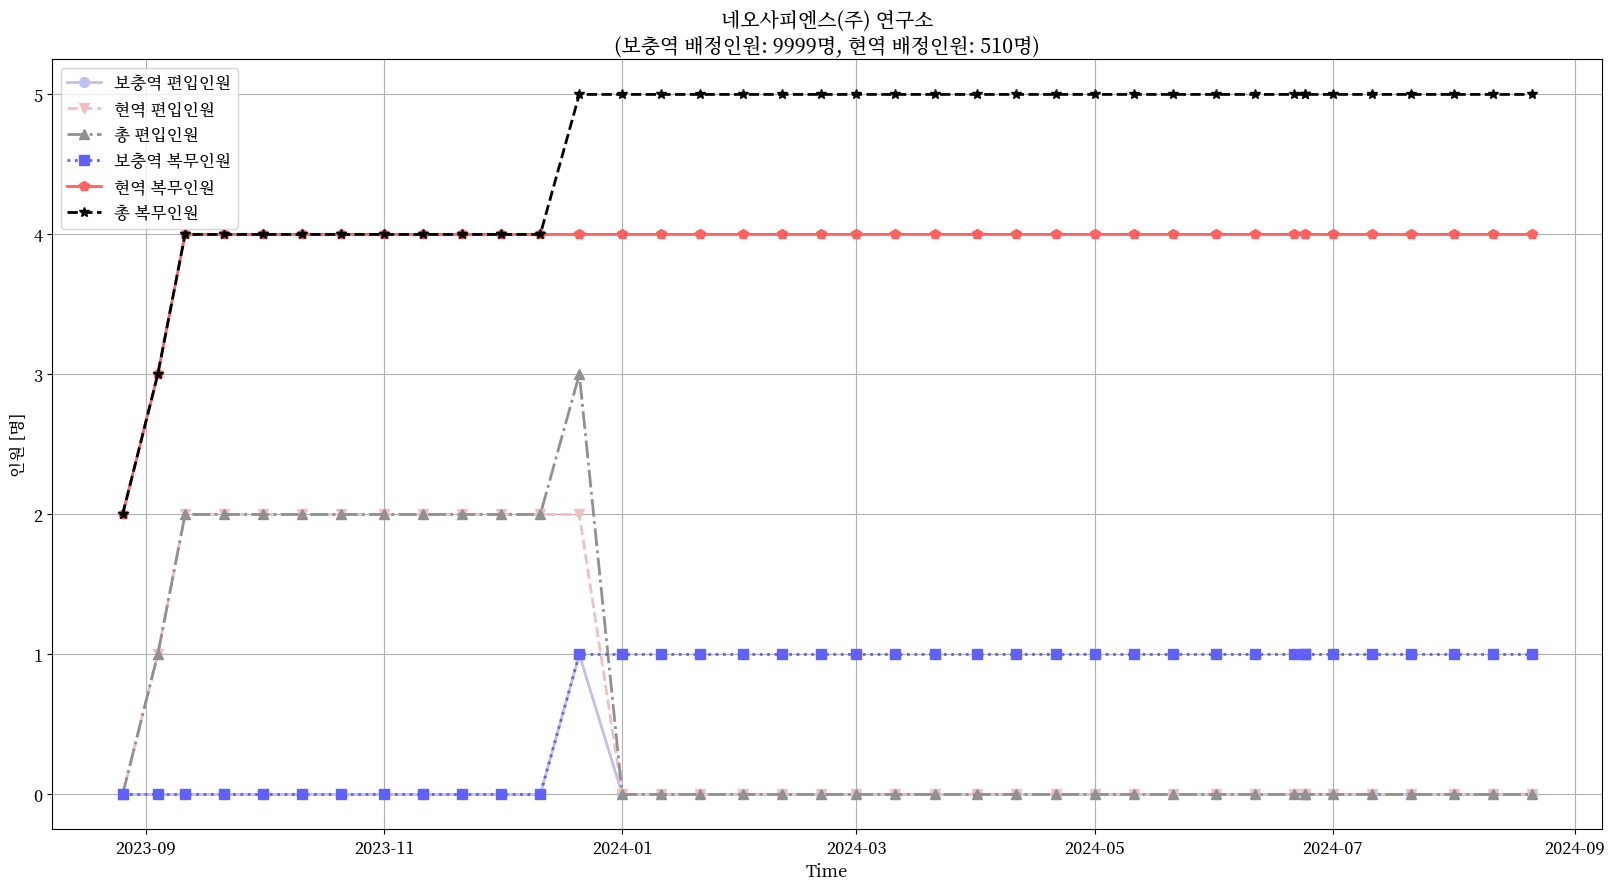 네오사피엔스(주) 연구소
(보충역 배정인원: 9999명, 현역 배정인원: 510명)
보충역 편입인원
현역 편입인원
총 편입인원
보충역 복무인원
현역 복무인원
총 복무인원
5
4
3
2
1
0
인원 [명]
2023-09
2023-11
2024-01
2024-03
2024-05
2024-07
2024-09
Time